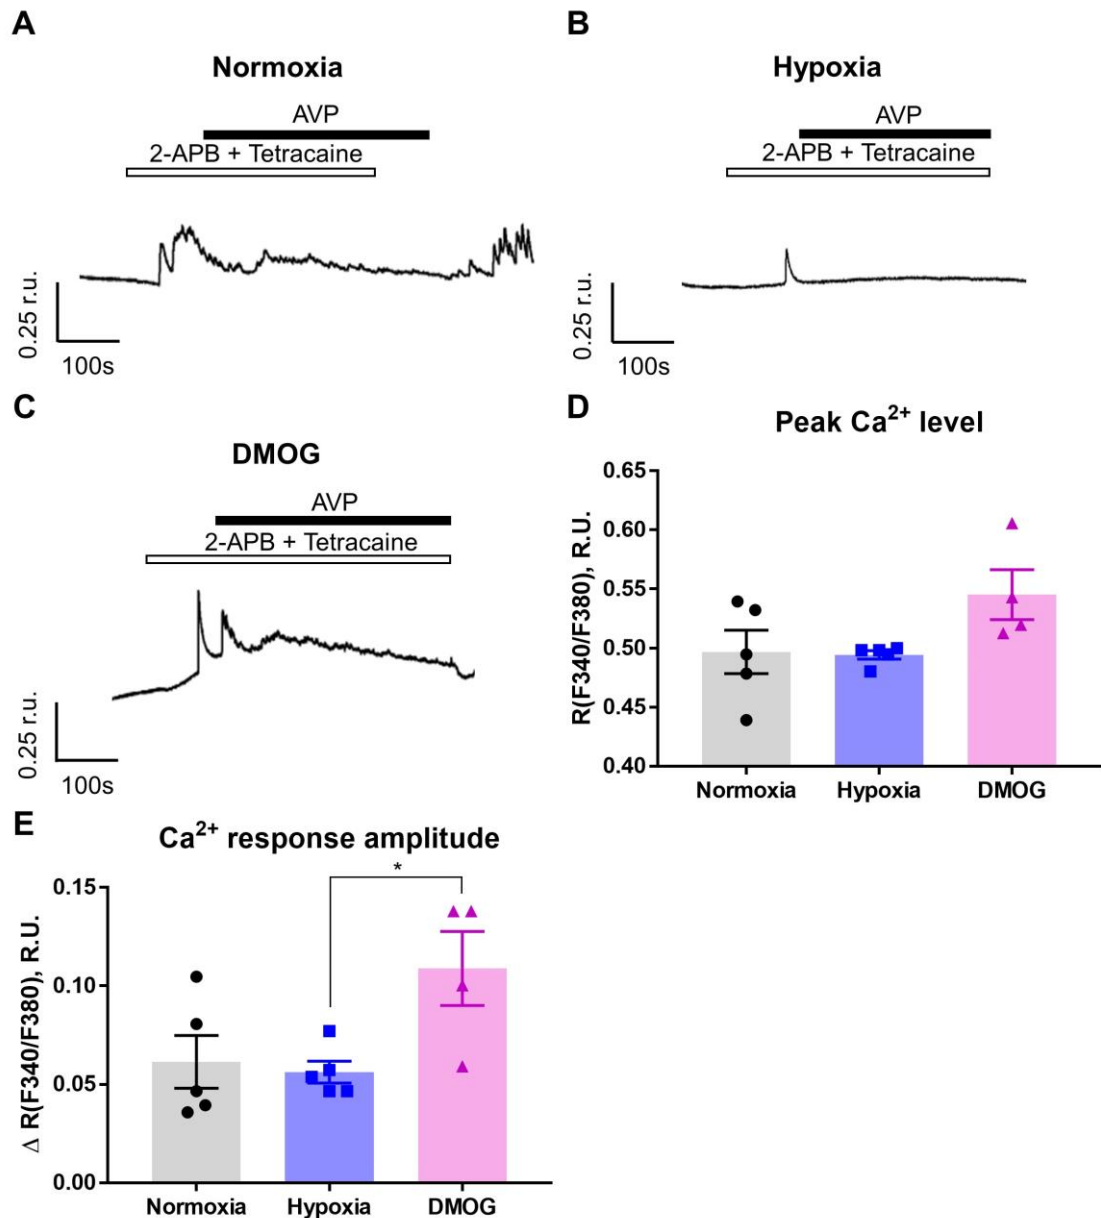 A
Normoxia
AVP
2-APB + Tetracaine
0.25 r.u.
100s
B
Hypoxia
AVP
2-APB + Tetracaine
0.25 r.u.
100s
C
DMOG
AVP
2-APB + Tetracaine
0.25 r.u.
100s
D
Peak Ca²⁺ level
R(F340/F380), R.U.
0.65
0.60
0.55
0.50
0.45
0.40
Normoxia Hypoxia DMOG
E
Ca²⁺ response amplitude
*
Δ R(F340/F380), R.U.
0.15
0.10
0.05
0.00
Normoxia Hypoxia DMOG